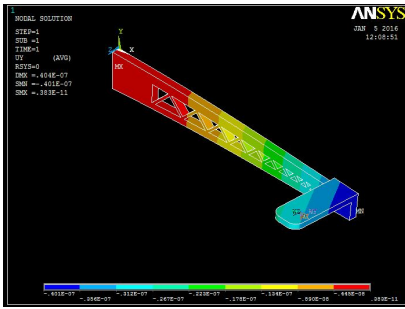 1
NODAL SOLUTION
ANSYS
STEP=1
SUB =1
TIME=1
UY (AVG)
RSYS=0
DMX =.404E-07
SMN =-.401E-07
SMX =.383E-11
JAN 5 2016
12:08:51
Y
Z X
MX
MN
-.401E-07 -.312E-07 -.223E-07 -.134E-07 -.445E-08
-.356E-07 -.267E-07 -.178E-07 -.890E-08 .383E-11